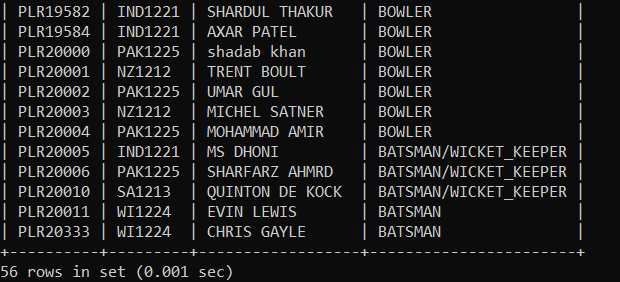 | PLR19582 | IND1221 | SHARDUL THAKUR   | BOWLER                |
| PLR19584 | IND1221 | AXAR PATEL       | BOWLER                |
| PLR20000 | PAK1225 | shadab khan      | BOWLER                |
| PLR20001 | NZ1212  | TRENT BOULT      | BOWLER                |
| PLR20002 | PAK1225 | UMAR GUL         | BOWLER                |
| PLR20003 | NZ1212  | MICHEL SATNER    | BOWLER                |
| PLR20004 | PAK1225 | MOHAMMAD AMIR    | BOWLER                |
| PLR20005 | IND1221 | MS DHONI         | BATSMAN/WICKET_KEEPER |
| PLR20006 | PAK1225 | SHARFARZ AHMRD   | BATSMAN/WICKET_KEEPER |
| PLR20010 | SA1213  | QUINTON DE KOCK  | BATSMAN/WICKET_KEEPER |
| PLR20011 | WI1224  | EVIN LEWIS       | BATSMAN               |
| PLR20333 | WI1224  | CHRIS GAYLE      | BATSMAN               |
+----------+---------+------------------+-----------------------+
56 rows in set (0.001 sec)